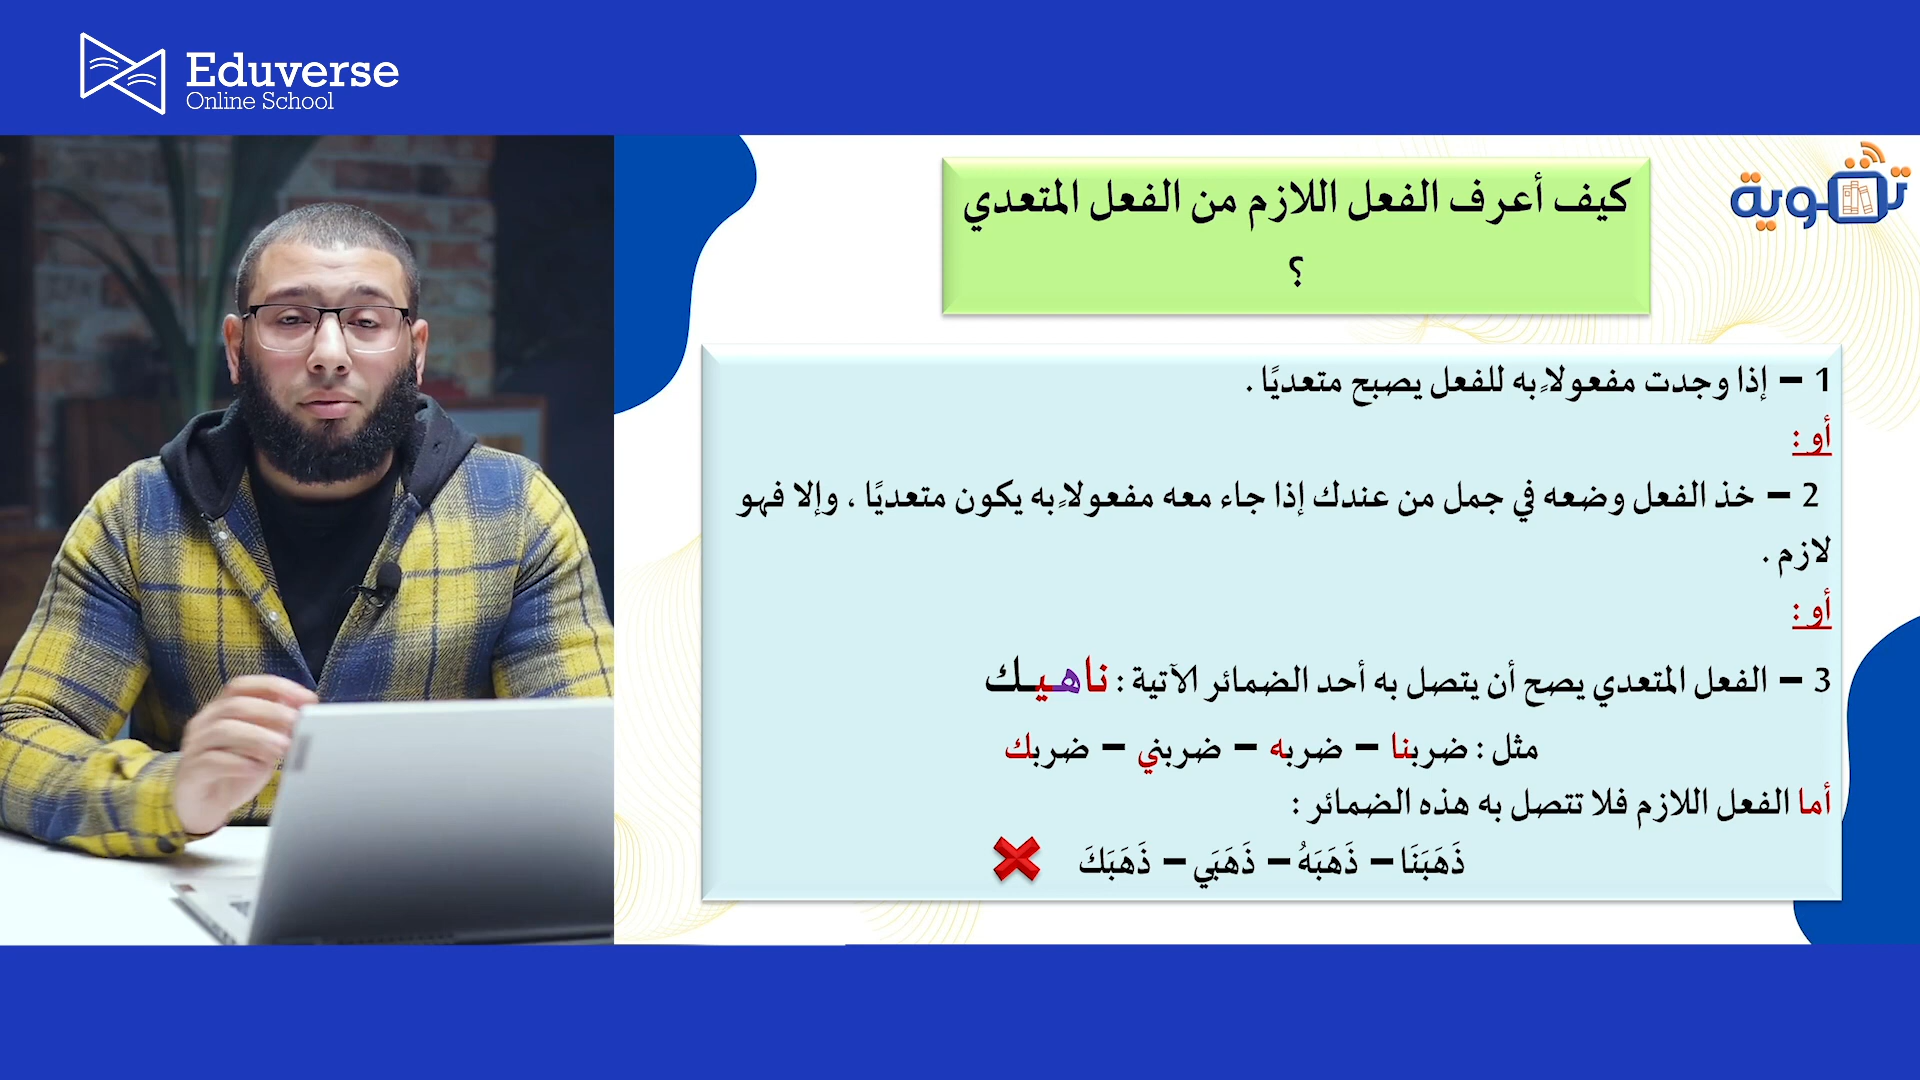 Eduverse
Online School
تقوية
كيف أعرف الفعل اللازم من الفعل المتعدي
؟
1 – إذا وجدت مفعولاً به للفعل يصبح متعديًا .
أو :
2 – خذ الفعل وضعه في جمل من عندك إذا جاء معه مفعولاً به يكون متعديًا ، وإلا فهو
لازم .
أو :
3 – الفعل المتعدي يصح أن يتصل به أحد الضمائر الآتية : ناهيك
مثل : ضربنا – ضربه – ضربني – ضربك
أما الفعل اللازم فلا تتصل به هذه الضمائر :
ذَهَبَنَا – ذَهَبَهُ – ذَهَبَي – ذَهَبَكَ